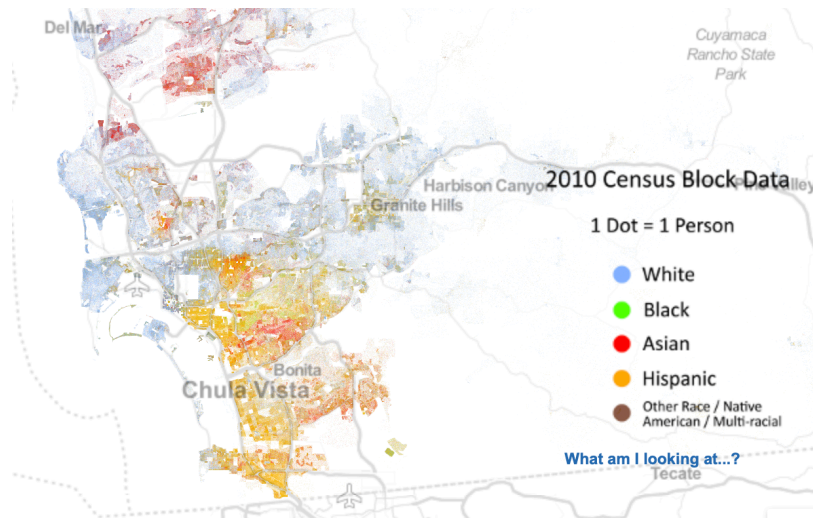 Del Mar
Cuyamaca
Rancho State
Park
Harbison Canyon
2010 Census Block Data
Granite Hills
1 Dot = 1 Person
White
Black
Asian
Hispanic
Other Race / Native
American / Multi-racial
Bonita
Chula Vista
What am I looking at...?
Tecate